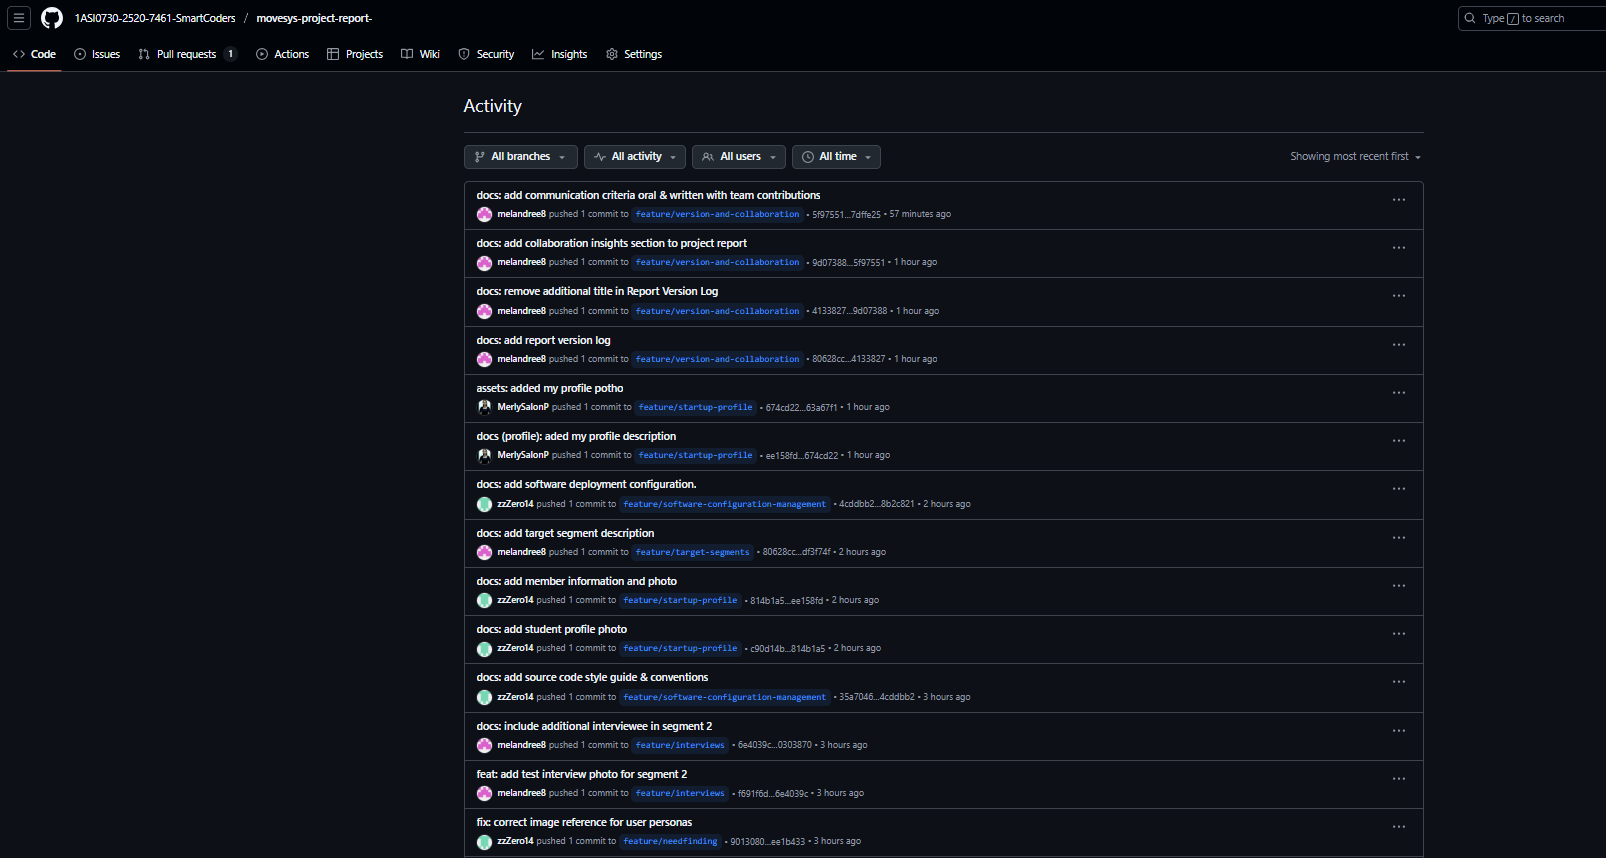 1ASI0730-2520-7461-SmartCoders / movesys-project-report-
Type / to search
Code Issues Pull requests 1 Actions Projects Wiki Security Insights Settings
Activity
All branches All activity All users All time Showing most recent first
docs: add communication criteria oral & written with team contributions
melandree8 pushed 1 commit to feature/version-and-collaboration • 5f97551...7dffe25 • 57 minutes ago
docs: add collaboration insights section to project report
melandree8 pushed 1 commit to feature/version-and-collaboration • 9d07388...5f97551 • 1 hour ago
docs: remove additional title in Report Version Log
melandree8 pushed 1 commit to feature/version-and-collaboration • 4133827...9d07388 • 1 hour ago
docs: add report version log
melandree8 pushed 1 commit to feature/version-and-collaboration • 80628cc...4133827 • 1 hour ago
assets: added my profile potho
MerlySalonP pushed 1 commit to feature/startup-profile • 674cd22...63a67f1 • 1 hour ago
docs (profile): aded my profile description
MerlySalonP pushed 1 commit to feature/startup-profile • ee158fd...674cd22 • 1 hour ago
docs: add software deployment configuration.
zzZero14 pushed 1 commit to feature/software-configuration-management • 4cddbb2...8b2c821 • 2 hours ago
docs: add target segment description
melandree8 pushed 1 commit to feature/target-segments • 80628cc...df3f74f • 2 hours ago
docs: add member information and photo
zzZero14 pushed 1 commit to feature/startup-profile • 814b1a5...ee158fd • 2 hours ago
docs: add student profile photo
zzZero14 pushed 1 commit to feature/startup-profile • c90d14b...814b1a5 • 2 hours ago
docs: add source code style guide & conventions
zzZero14 pushed 1 commit to feature/software-configuration-management • 35a7046...4cddbb2 • 3 hours ago
docs: include additional interviewee in segment 2
melandree8 pushed 1 commit to feature/interviews • 6e4039c...0303870 • 3 hours ago
feat: add test interview photo for segment 2
melandree8 pushed 1 commit to feature/interviews • f691f6d...6e4039c • 3 hours ago
fix: correct image reference for user personas
zzZero14 pushed 1 commit to feature/needfinding • 9013080...ee1b433 • 3 hours ago